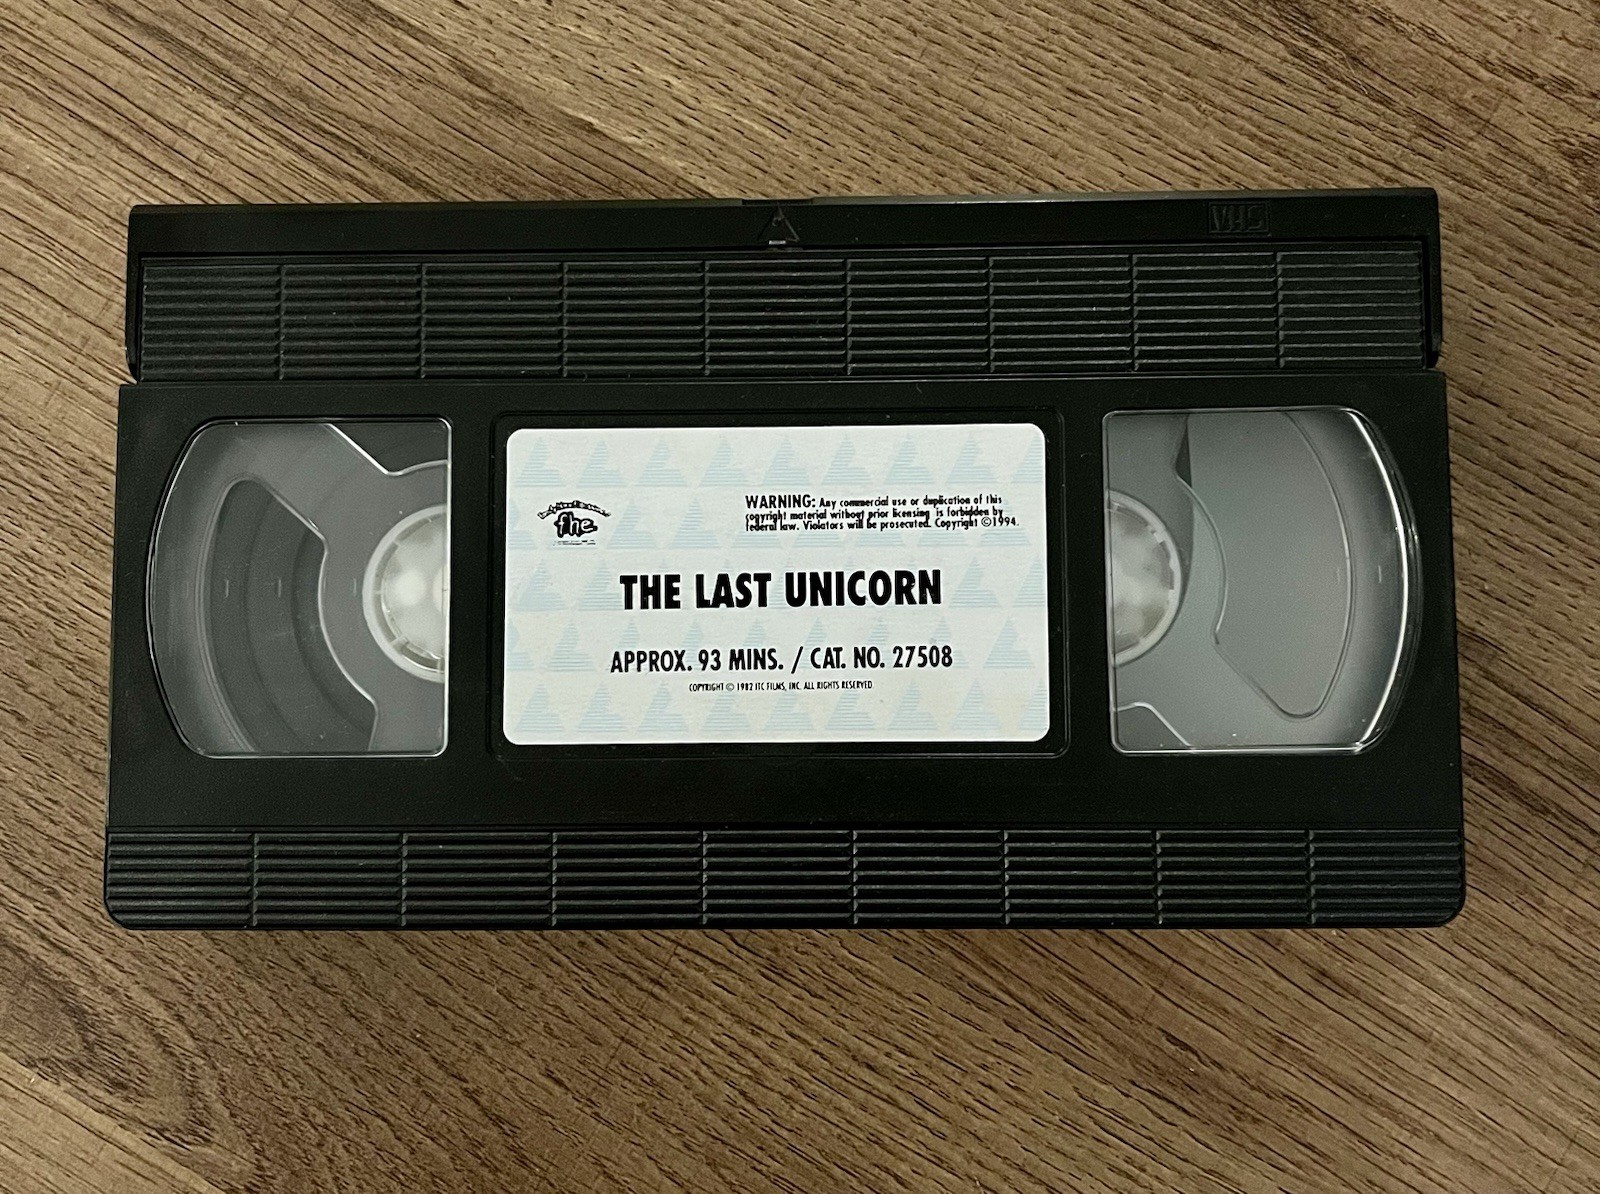 VHS
fhe
WARNING: Any commercial use or duplication of this
copyright material without prior licensing is forbidden by
federal law. Violators will be prosecuted. Copyright ©1994.
THE LAST UNICORN
APPROX. 93 MINS. / CAT. NO. 27508
COPYRIGHT © 1982 ITC FILMS, INC. ALL RIGHTS RESERVED